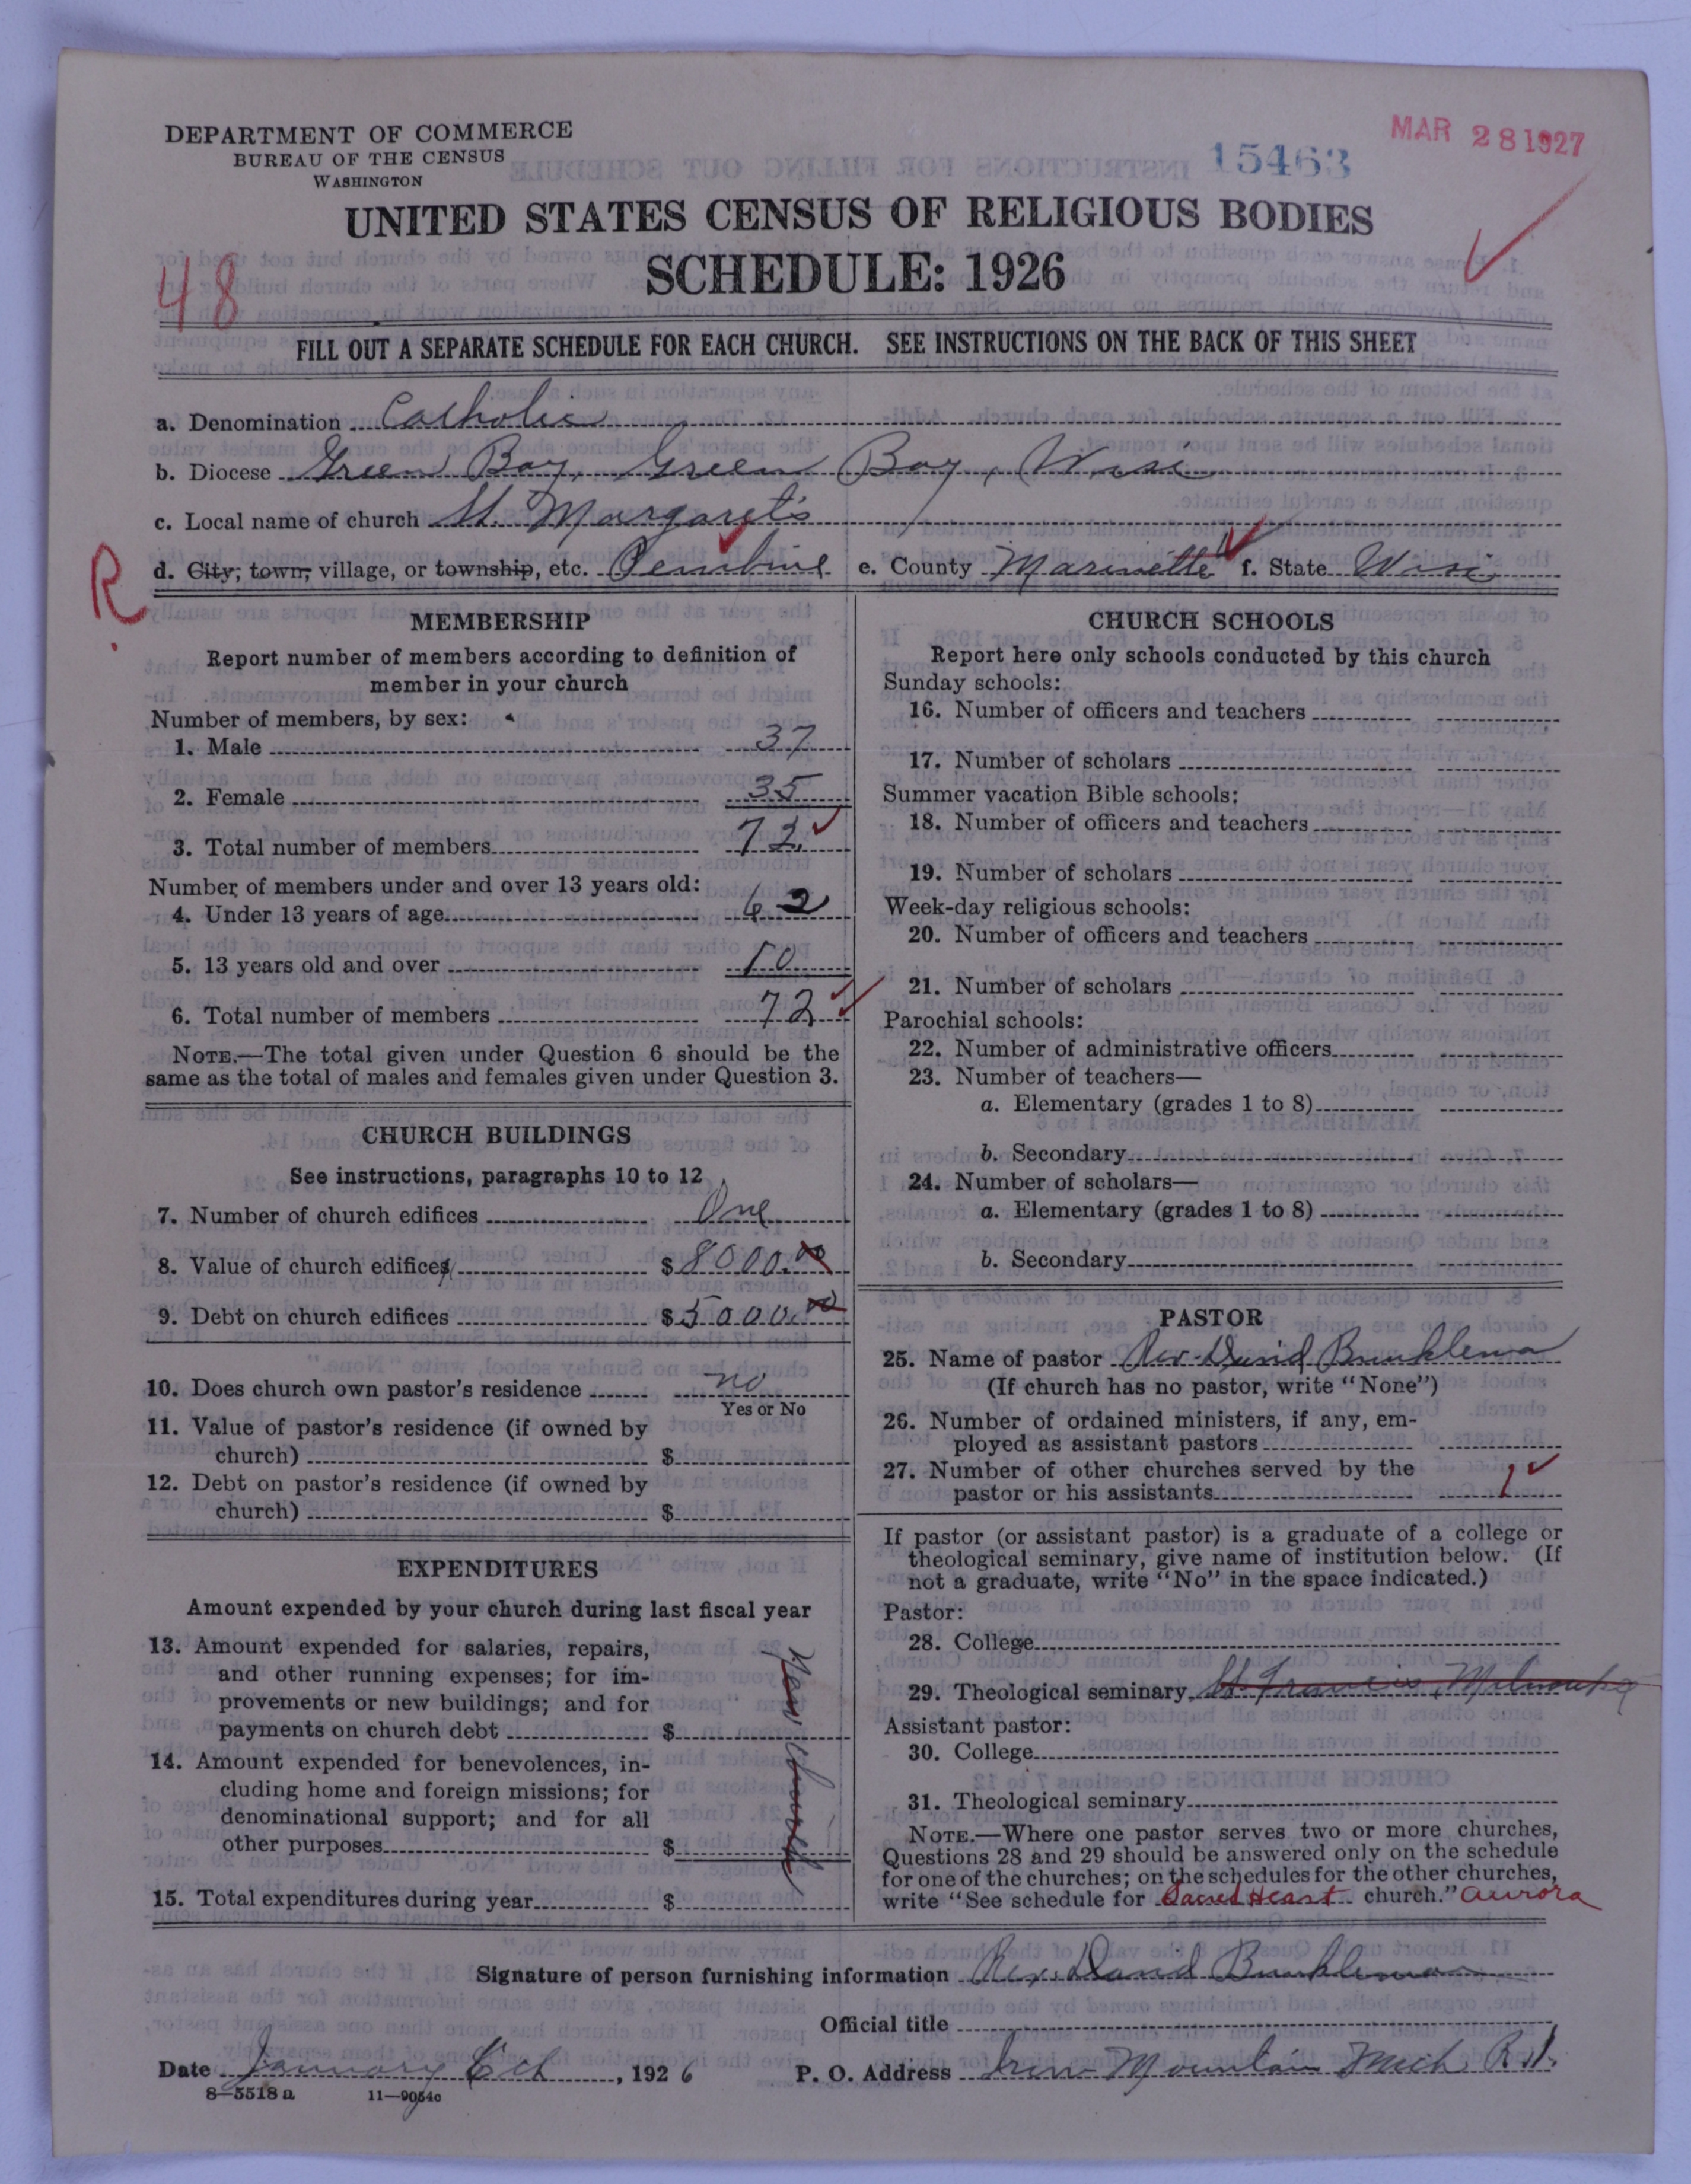 DEPARTMENT OF COMMERCE
BUREAU OF THE CENSUS
WASHINGTON
15463
MAR 28 1927
UNITED STATES CENSUS OF RELIGIOUS BODIES
SCHEDULE: 1926
48
FILL OUT A SEPARATE SCHEDULE FOR EACH CHURCH. SEE INSTRUCTIONS ON THE BACK OF THIS SHEET
a. Denomination Catholic
b. Diocese Green Bay, Green Bay, Wis.
c. Local name of church St. Margaret's
R
d. City, town, village, or township, etc. Pembine e. County Marinette f. State Wis.
MEMBERSHIP
Report number of members according to definition of
member in your church
Number of members, by sex:
1. Male 37
2. Female 35
3. Total number of members 72
Number of members under and over 13 years old:
4. Under 13 years of age 62
5. 13 years old and over 10
6. Total number of members 72
NOTE.—The total given under Question 6 should be the
same as the total of males and females given under Question 3.
CHURCH BUILDINGS
See instructions, paragraphs 10 to 12
7. Number of church edifices One
8. Value of church edifices $ 8000.00
9. Debt on church edifices $ 5000.00
10. Does church own pastor's residence no
Yes or No
11. Value of pastor's residence (if owned by
church) $
12. Debt on pastor's residence (if owned by
church) $
EXPENDITURES
Amount expended by your church during last fiscal year
13. Amount expended for salaries, repairs,
and other running expenses; for im-
provements or new buildings; and for
payments on church debt $
14. Amount expended for benevolences, in-
cluding home and foreign missions; for
denominational support; and for all
other purposes $
15. Total expenditures during year $
New Church
CHURCH SCHOOLS
Report here only schools conducted by this church
Sunday schools:
16. Number of officers and teachers
17. Number of scholars
Summer vacation Bible schools:
18. Number of officers and teachers
19. Number of scholars
Week-day religious schools:
20. Number of officers and teachers
21. Number of scholars
Parochial schools:
22. Number of administrative officers
23. Number of teachers—
a. Elementary (grades 1 to 8)
b. Secondary
24. Number of scholars—
a. Elementary (grades 1 to 8)
b. Secondary
PASTOR
25. Name of pastor Rev. David
(If church has no pastor, write "None")
26. Number of ordained ministers, if any, em-
ployed as assistant pastors
27. Number of other churches served by the
pastor or his assistants 1
If pastor (or assistant pastor) is a graduate of a college or
theological seminary, give name of institution below. (If
not a graduate, write "No" in the space indicated.)
Pastor:
28. College
29. Theological seminary St. Francis, Milwaukee
Assistant pastor:
30. College
31. Theological seminary
NOTE.—Where one pastor serves two or more churches,
Questions 28 and 29 should be answered only on the schedule
for one of the churches; on the schedules for the other churches,
write "See schedule for Sacred Heart church." Aurora
Signature of person furnishing information Rev. David
Official title
Date January 6th, 1926 P. O. Address Iron Mountain Mich. R.1.
8—5518 a 11—9054c